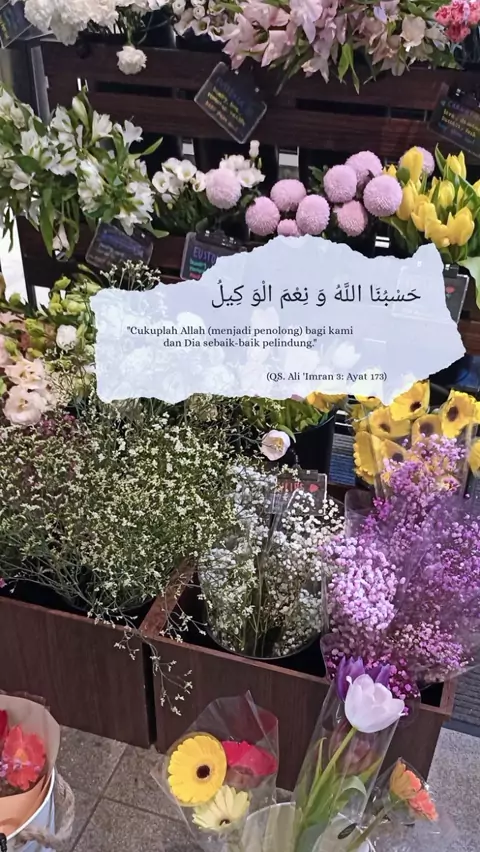 حَسْبُنَا اللَّهُ وَ نِعْمَ الْوَ كِيلُ
"Cukuplah Allah (menjadi penolong) bagi kami
dan Dia sebaik-baik pelindung."
(QS. Ali 'Imran 3: Ayat 173)